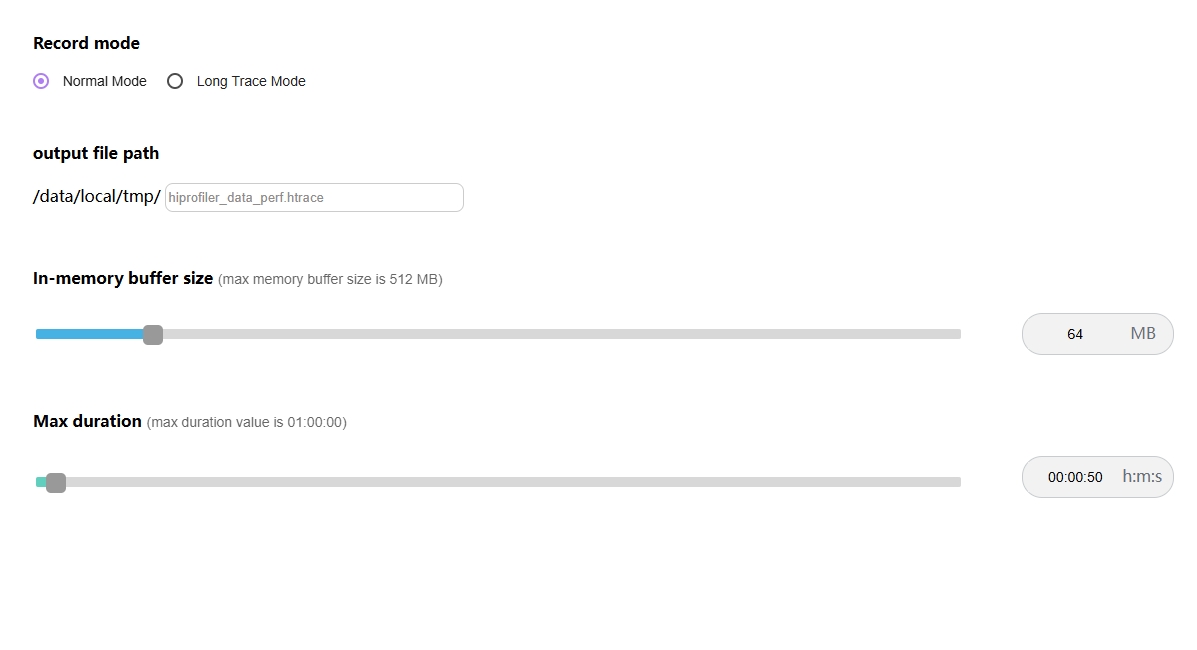 Record mode
Normal Mode Long Trace Mode
output file path
/data/local/tmp/ hiprofiler_data_perf.htrace
In-memory buffer size (max memory buffer size is 512 MB)
64 MB
Max duration (max duration value is 01:00:00)
00:00:50 h:m:s